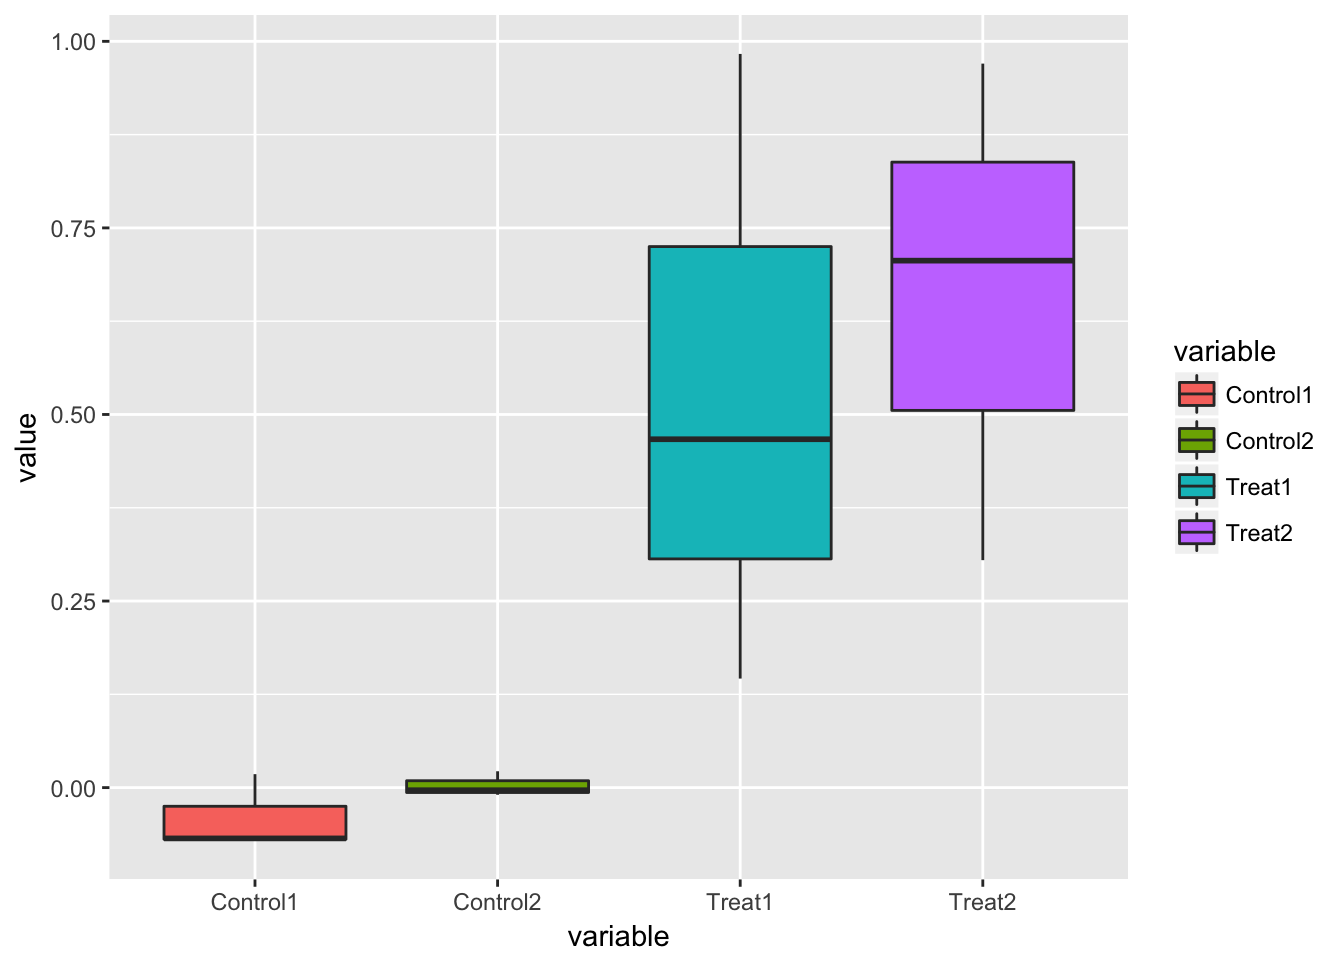 value
1.00
0.75
0.50
0.25
0.00
Control1
Control2
Treat1
Treat2
variable
variable
Control1
Control2
Treat1
Treat2